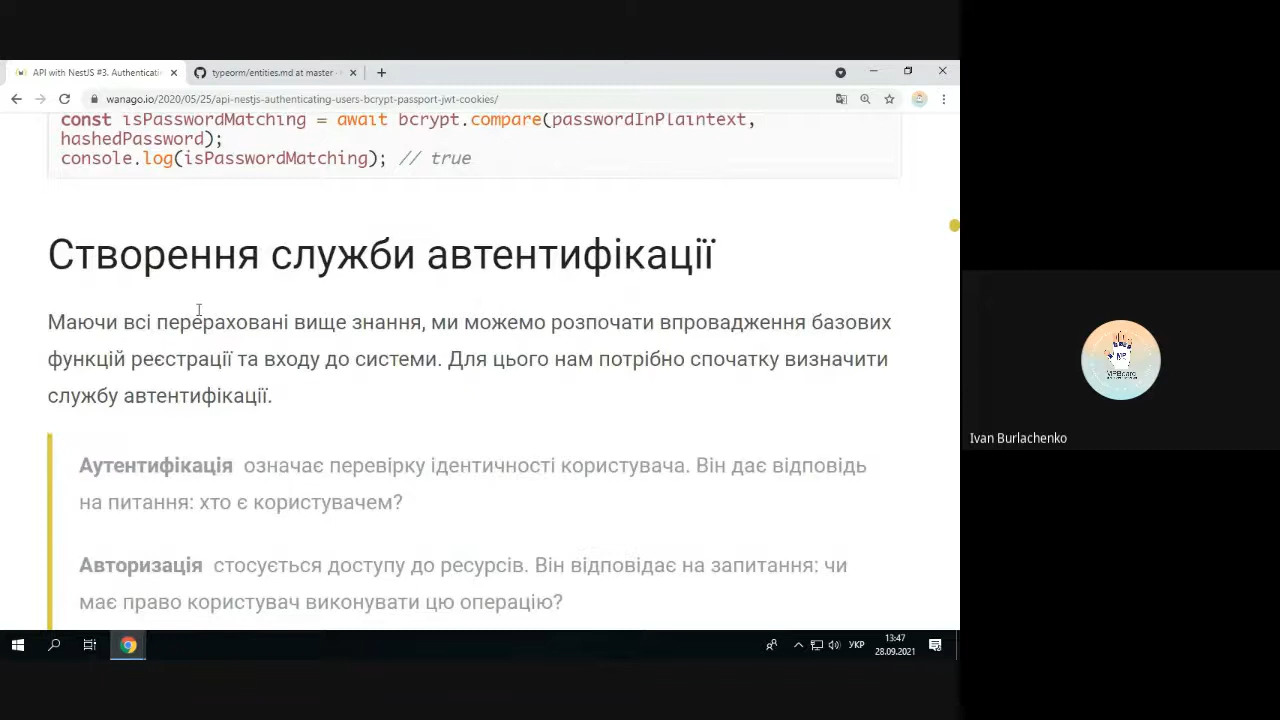 API with NestJS #3. Authenticati
typeorm/entities.md at master ·
wanago.io/2020/05/25/api-nestjs-authenticating-users-bcrypt-passport-jwt-cookies/
const isPasswordMatching = await bcrypt.compare(passwordInPlaintext,
hashedPassword);
console.log(isPasswordMatching); // true
Створення служби автентифікації
Маючи всі перераховані вище знання, ми можемо розпочати впровадження базових
функцій реєстрації та входу до системи. Для цього нам потрібно спочатку визначити
службу автентифікації.
Аутентифікація означає перевірку ідентичності користувача. Він дає відповідь
на питання: хто є користувачем?
Авторизація стосується доступу до ресурсів. Він відповідає на запитання: чи
має право користувач виконувати цю операцію?
УКР
13:47
28.09.2021
Ivan Burlachenko